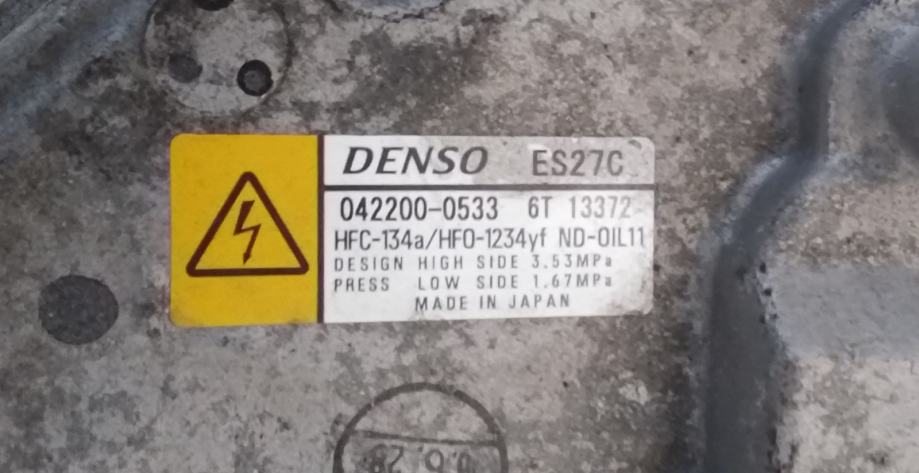 DENSO ES27C
042200-0533 6T 13372
HFC-134a/HFO-1234yf ND-OIL11
DESIGN HIGH SIDE 3.53MPa
PRESS LOW SIDE 1.67MPa
MADE IN JAPAN